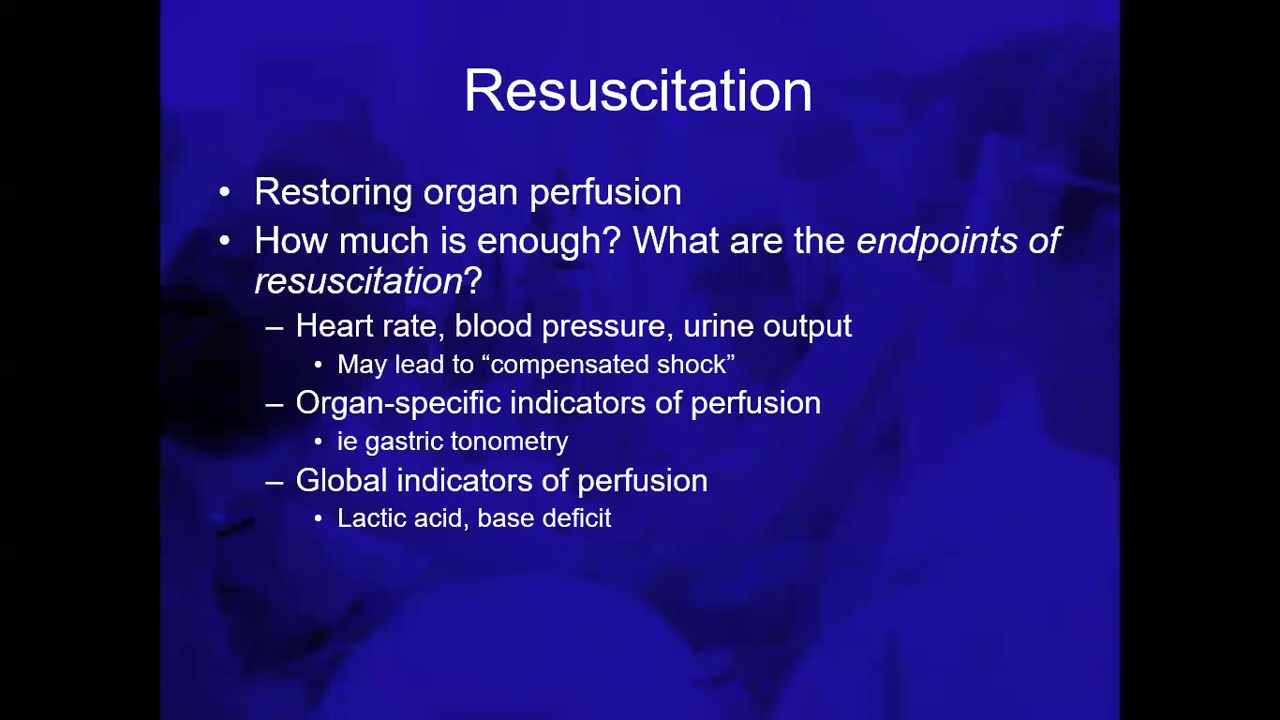 Resuscitation
• Restoring organ perfusion
• How much is enough? What are the endpoints of
resuscitation?
– Heart rate, blood pressure, urine output
• May lead to “compensated shock”
– Organ-specific indicators of perfusion
• ie gastric tonometry
– Global indicators of perfusion
• Lactic acid, base deficit